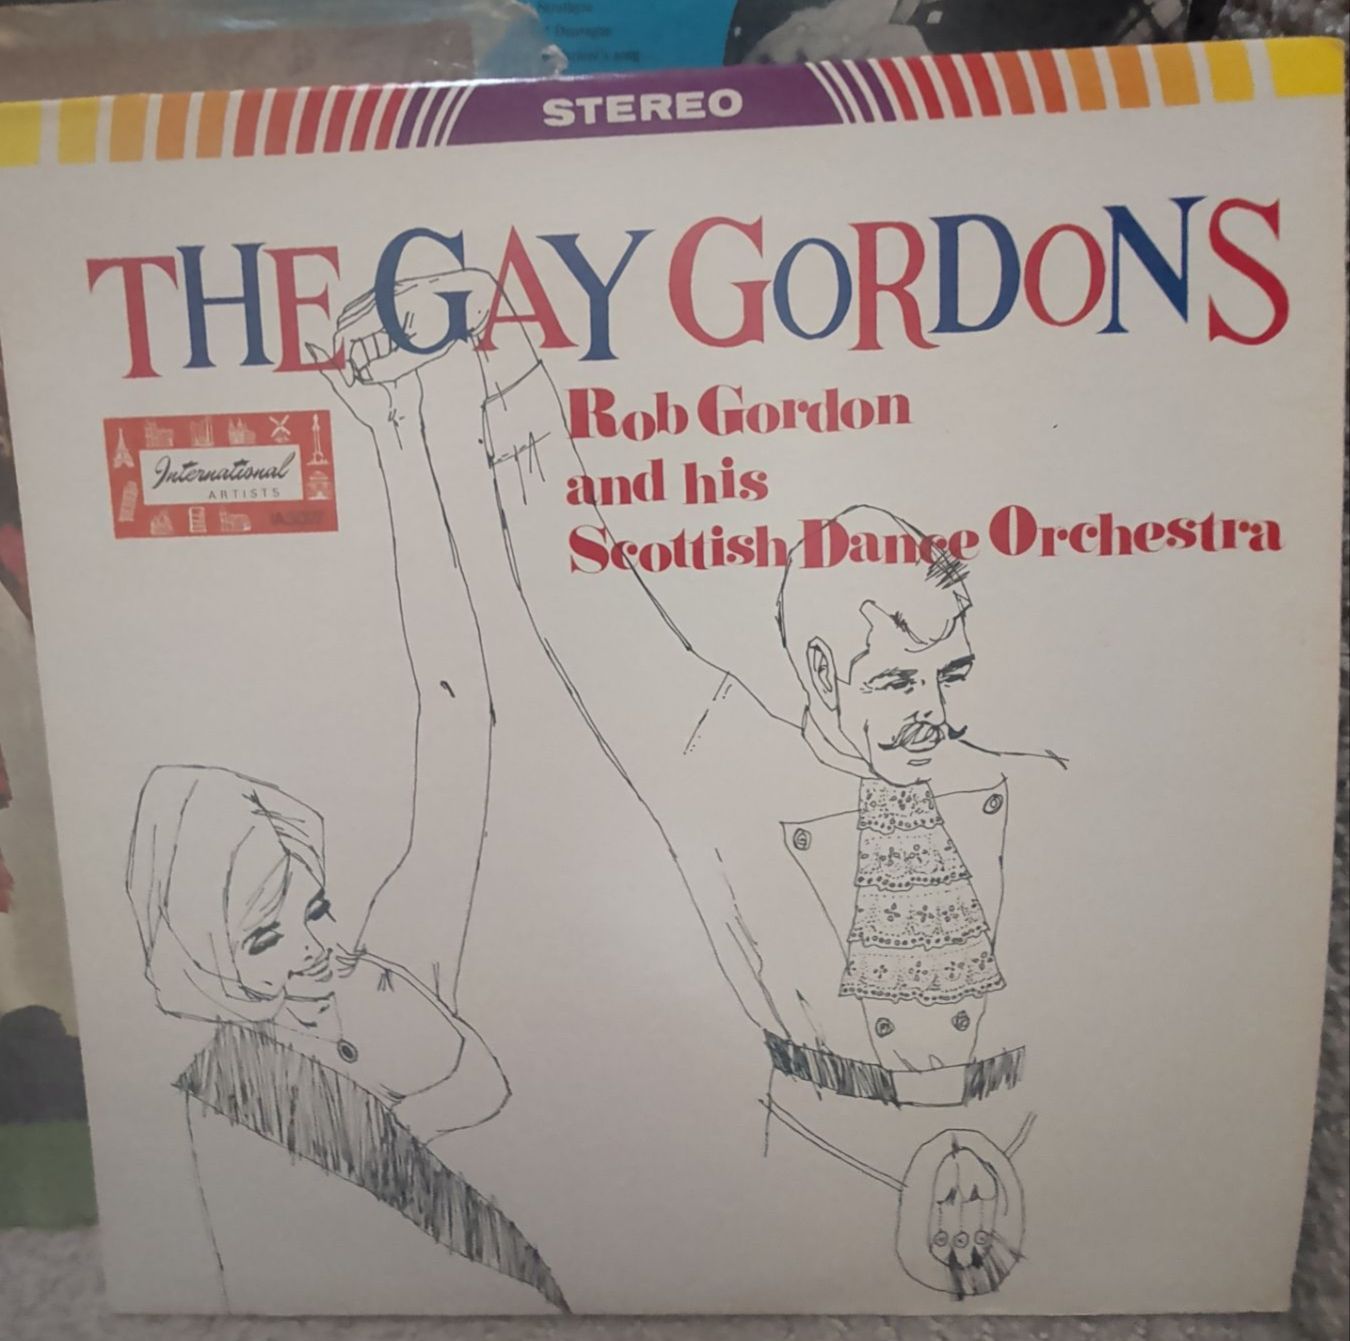 STEREO
THE GAY GORDONS
Rob Gordon
and his
Scottish Dance Orchestra
International
ARTISTS